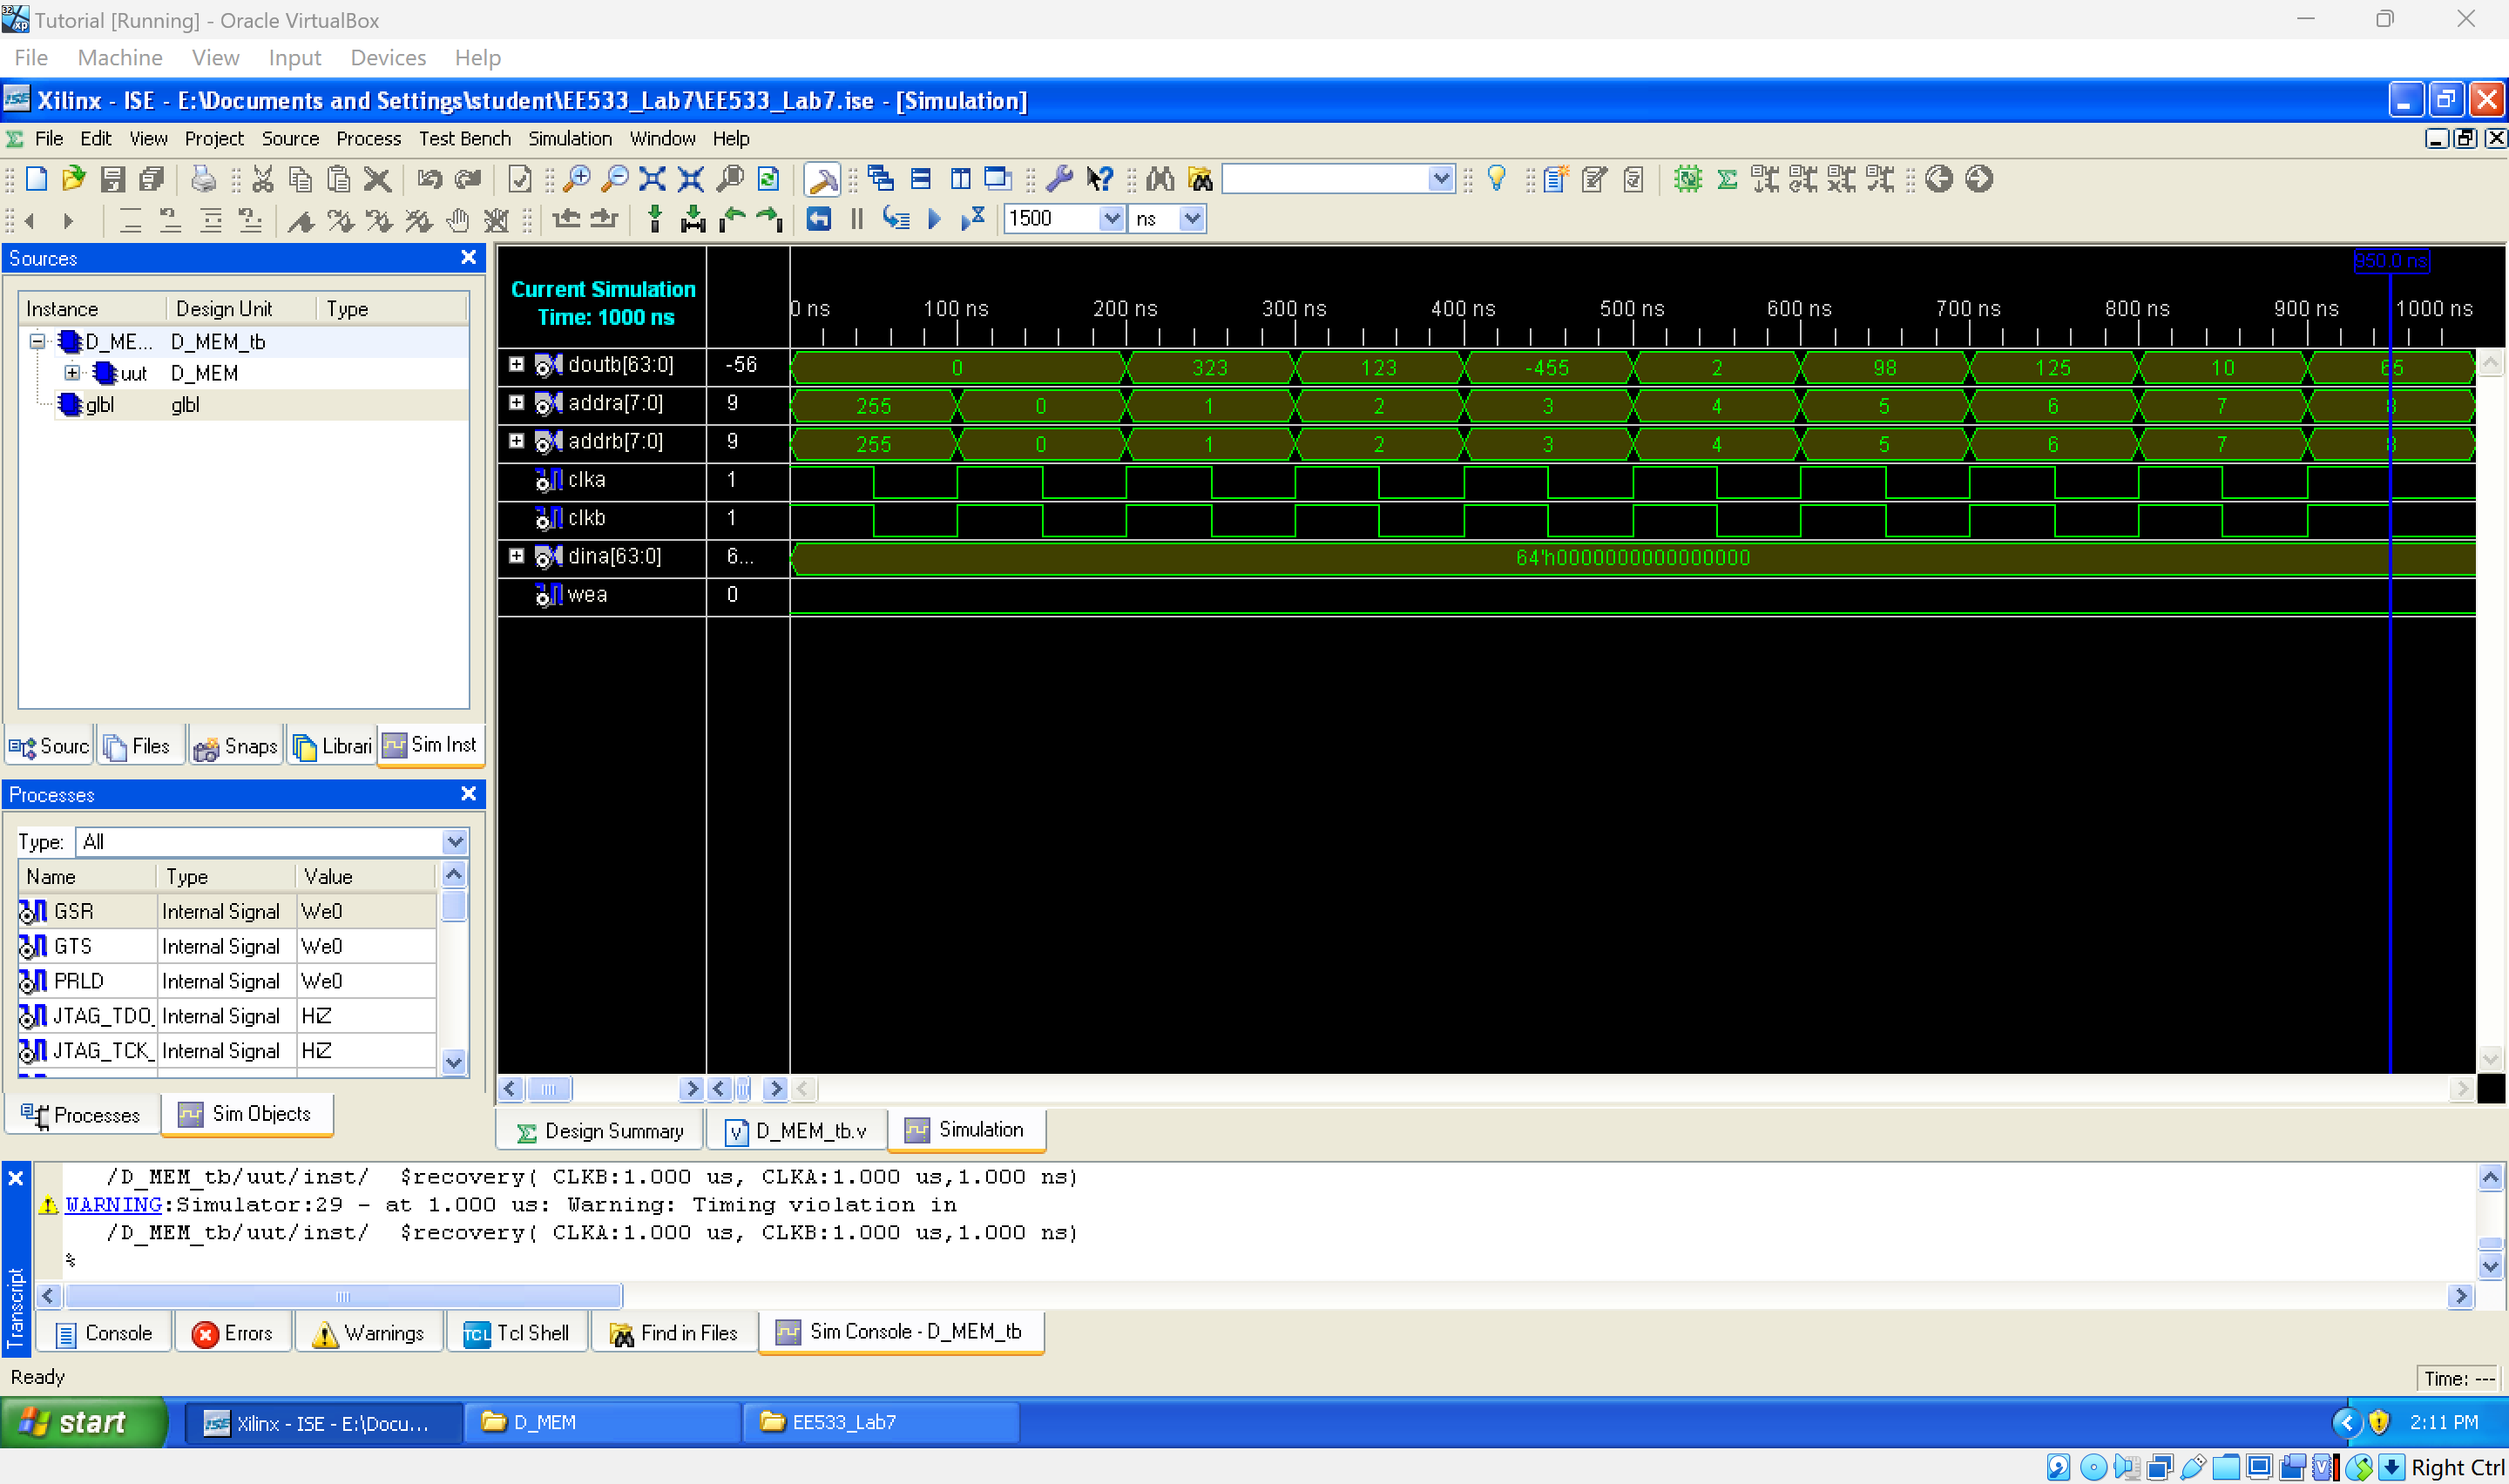 Tutorial [Running] - Oracle VirtualBox
File Machine View Input Devices Help
Xilinx - ISE - E:\Documents and Settings\student\EE533_Lab7\EE533_Lab7.ise - [Simulation]
File Edit View Project Source Process Test Bench Simulation Window Help
1500 ns
Sources
Instance Design Unit Type
D_ME... D_MEM_tb
uut D_MEM
glbl glbl
Sourc Files Snaps Librari Sim Inst
Processes
Type: All
Name Type Value
GSR Internal Signal We0
GTS Internal Signal We0
PRLD Internal Signal We0
JTAG_TDO_ Internal Signal HiZ
JTAG_TCK_ Internal Signal HiZ
Processes Sim Objects
950.0 ns
Current Simulation
Time: 1000 ns
0 ns 100 ns 200 ns 300 ns 400 ns 500 ns 600 ns 700 ns 800 ns 900 ns 1000 ns
doutb[63:0] -56 0 323 123 -455 2 98 125 10 65
addra[7:0] 9 255 0 1 2 3 4 5 6 7 8
addrb[7:0] 9 255 0 1 2 3 4 5 6 7 8
clka 1
clkb 1
dina[63:0] 6... 64'h0000000000000000
wea 0
Design Summary D_MEM_tb.v Simulation
Transcript
/D_MEM_tb/uut/inst/ $recovery( CLKB:1.000 us, CLKA:1.000 us,1.000 ns)
WARNING:Simulator:29 - at 1.000 us: Warning: Timing violation in
/D_MEM_tb/uut/inst/ $recovery( CLKA:1.000 us, CLKB:1.000 us,1.000 ns)
%
Console Errors Warnings Tcl Shell Find in Files Sim Console - D_MEM_tb
Ready
Time: ---
start Xilinx - ISE - E:\Docu... D_MEM EE533_Lab7 2:11 PM
Right Ctrl